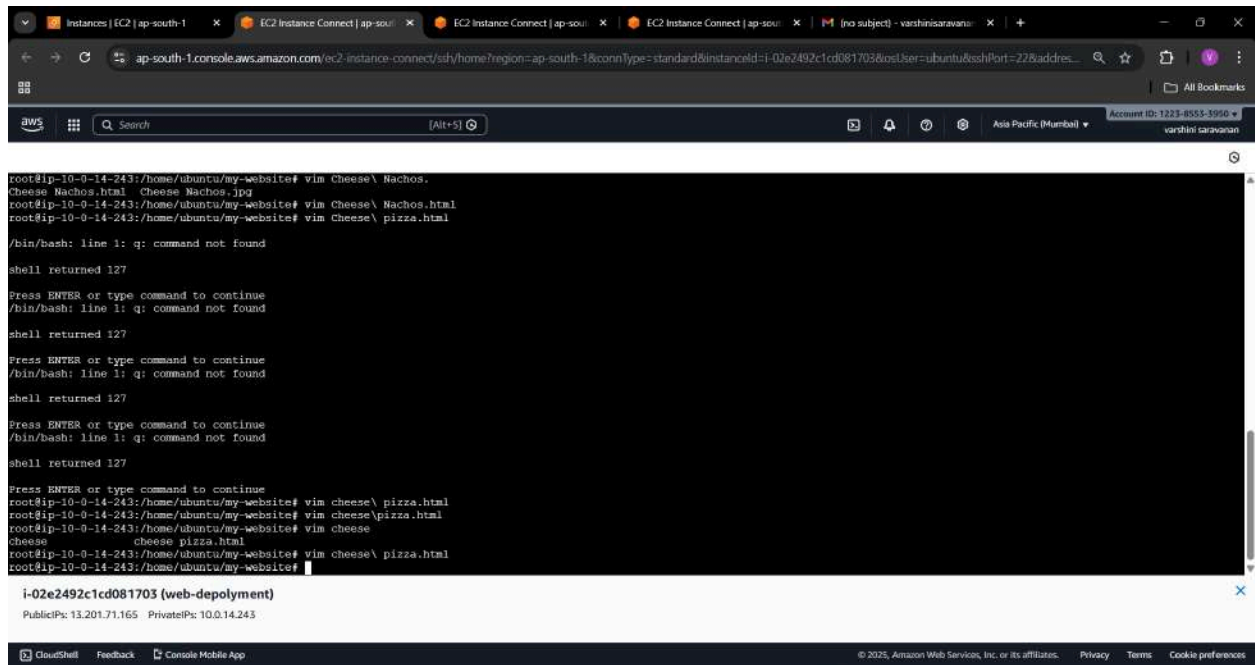 Instances | EC2 | ap-south-1
EC2 Instance Connect | ap-sout
EC2 Instance Connect | ap-sout
EC2 Instance Connect | ap-sout
(no subject) - varshinisaravana
ap-south-1.console.aws.amazon.com/ec2-instance-connect/ssh/home?region=ap-south-1&connType=standard&instanceId=i-02e2492c1cd081703&osUser=ubuntu&sshPort=22&addres...
All Bookmarks
aws
Search
[Alt+S]
Asia Pacific (Mumbai)
Account ID: 1223-8553-3950
varshini saravanan
root@ip-10-0-14-243:/home/ubuntu/my-website# vim Cheese\ Nachos.
Cheese Nachos.html Cheese Nachos.jpg
root@ip-10-0-14-243:/home/ubuntu/my-website# vim Cheese\ Nachos.html
root@ip-10-0-14-243:/home/ubuntu/my-website# vim Cheese\ pizza.html
/bin/bash: line 1: q: command not found
shell returned 127
Press ENTER or type command to continue
/bin/bash: line 1: q: command not found
shell returned 127
Press ENTER or type command to continue
/bin/bash: line 1: q: command not found
shell returned 127
Press ENTER or type command to continue
/bin/bash: line 1: q: command not found
shell returned 127
Press ENTER or type command to continue
root@ip-10-0-14-243:/home/ubuntu/my-website# vim cheese\ pizza.html
root@ip-10-0-14-243:/home/ubuntu/my-website# vim cheese\pizza.html
root@ip-10-0-14-243:/home/ubuntu/my-website# vim cheese
cheese cheese pizza.html
root@ip-10-0-14-243:/home/ubuntu/my-website# vim cheese\ pizza.html
root@ip-10-0-14-243:/home/ubuntu/my-website#
i-02e2492c1cd081703 (web-depolyment)
PublicIPs: 13.201.71.165 PrivateIPs: 10.0.14.243
CloudShell Feedback Console Mobile App
© 2025, Amazon Web Services, Inc. or its affiliates. Privacy Terms Cookie preferences